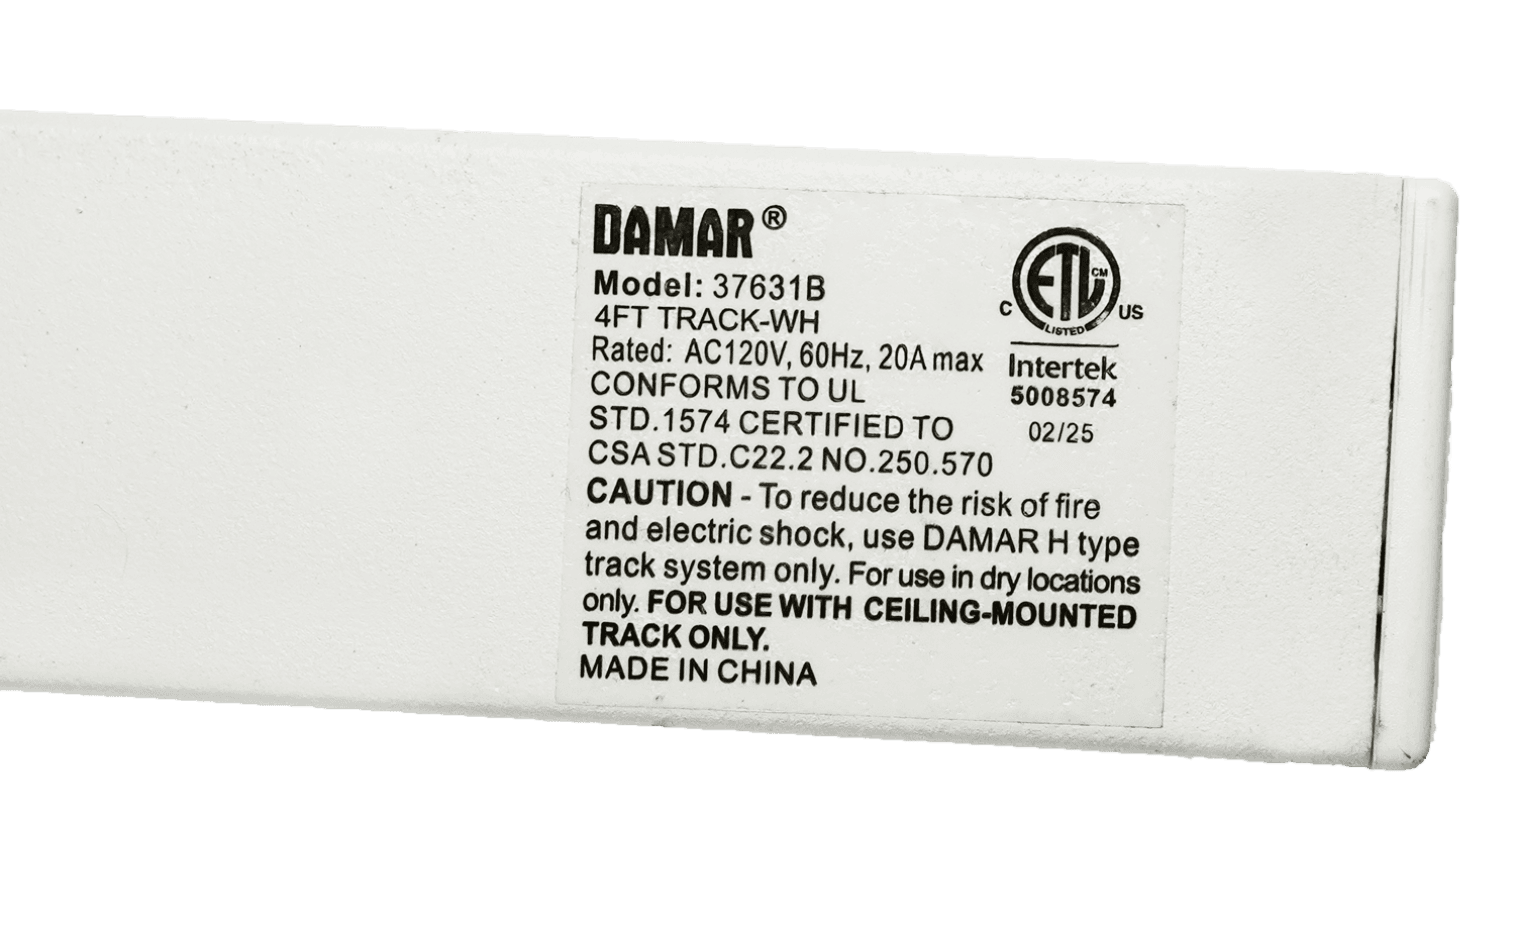 DAMAR®
Model: 37631B
4FT TRACK-WH
Rated: AC120V, 60Hz, 20A max
CONFORMS TO UL
STD.1574 CERTIFIED TO
CSA STD.C22.2 NO.250.570
CAUTION - To reduce the risk of fire
and electric shock, use DAMAR H type
track system only. For use in dry locations
only. FOR USE WITH CEILING-MOUNTED
TRACK ONLY.
MADE IN CHINA
ETL CM
C US
LISTED
Intertek
5008574
02/25